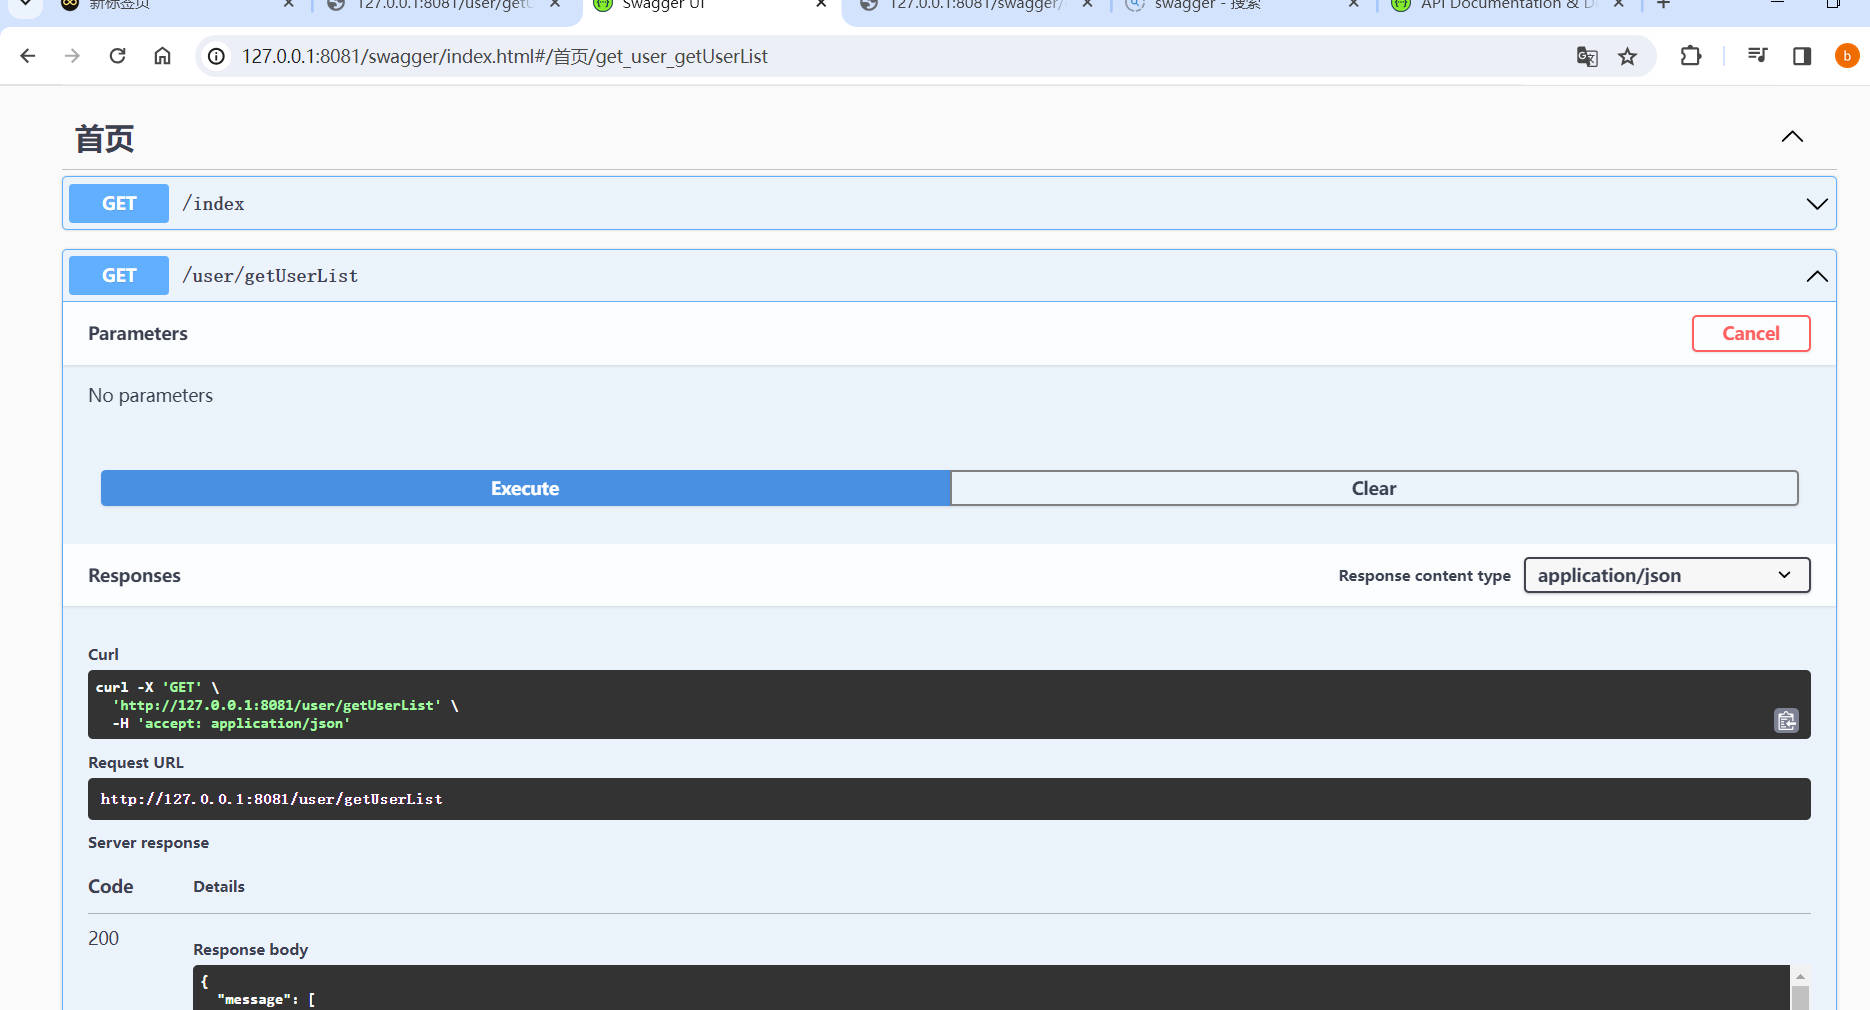 新标签页
127.0.0.1:8081/user/getU
Swagger UI
127.0.0.1:8081/swagger/
swagger - 搜索
API Documentation & D
127.0.0.1:8081/swagger/index.html#/首页/get_user_getUserList
b
首页
GET /index
GET /user/getUserList
Parameters
Cancel
No parameters
Execute
Clear
Responses
Response content type
application/json
Curl
curl -X 'GET' \
'http://127.0.0.1:8081/user/getUserList' \
-H 'accept: application/json'
Request URL
http://127.0.0.1:8081/user/getUserList
Server response
Code Details
200
Response body
{
"message": [